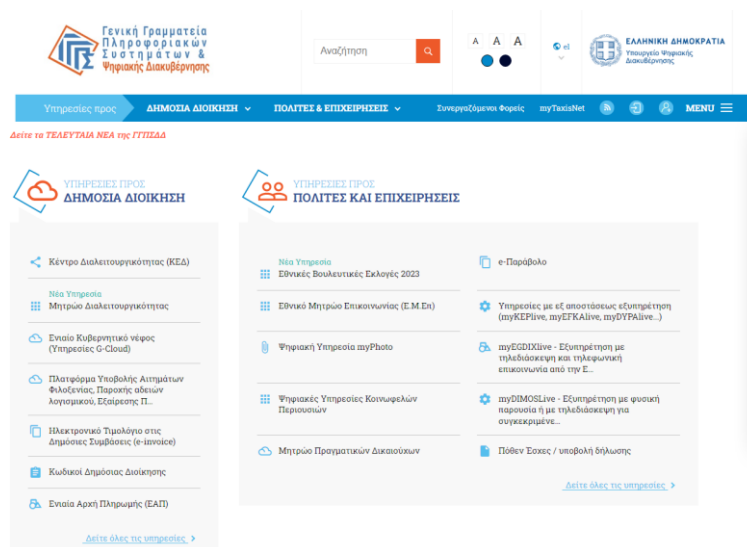 Γενική Γραμματεία
Πληροφοριακών
Συστημάτων &
Ψηφιακής Διακυβέρνησης
ΓΓΠΣ
Αναζήτηση
A A A
el
ΕΛΛΗΝΙΚΗ ΔΗΜΟΚΡΑΤΙΑ
Υπουργείο Ψηφιακής
Διακυβέρνησης
Υπηρεσίες προς
ΔΗΜΟΣΙΑ ΔΙΟΙΚΗΣΗ
ΠΟΛΙΤΕΣ & ΕΠΙΧΕΙΡΗΣΕΙΣ
Συνεργαζόμενοι Φορείς
myTaxisNet
MENU
Δείτε τα ΤΕΛΕΥΤΑΙΑ ΝΕΑ της ΓΓΠΣΔΔ
ΥΠΗΡΕΣΙΕΣ ΠΡΟΣ
ΔΗΜΟΣΙΑ ΔΙΟΙΚΗΣΗ
Κέντρο Διαλειτουργικότητας (ΚΕΔ)
Νέα Υπηρεσία
Μητρώο Διαλειτουργικότητας
Ενιαίο Κυβερνητικό νέφος
(Υπηρεσίες G-Cloud)
Πλατφόρμα Υποβολής Αιτημάτων
Φιλοξενίας, Παροχής αδειών
λογισμικού, Εξαίρεσης Π...
Ηλεκτρονικό Τιμολόγιο στις
Δημόσιες Συμβάσεις (e-invoice)
Κωδικοί Δημόσιας Διοίκησης
Ενιαία Αρχή Πληρωμής (ΕΑΠ)
Δείτε όλες τις υπηρεσίες
ΥΠΗΡΕΣΙΕΣ ΠΡΟΣ
ΠΟΛΙΤΕΣ ΚΑΙ ΕΠΙΧΕΙΡΗΣΕΙΣ
Νέα Υπηρεσία
Εθνικές Βουλευτικές Εκλογές 2023
Εθνικό Μητρώο Επικοινωνίας (Ε.Μ.Επ)
Ψηφιακή Υπηρεσία myPhoto
Ψηφιακές Υπηρεσίες Κοινωφελών
Περιουσιών
Μητρώο Πραγματικών Δικαιούχων
e-Παράβολο
Υπηρεσίες με εξ αποστάσεως εξυπηρέτηση
(myKEPlive, myEFKAlive, myDYPAlive...)
myEGDIXlive - Εξυπηρέτηση με
τηλεδιάσκεψη και τηλεφωνική
επικοινωνία από την Ε...
myDIMOSLive - Εξυπηρέτηση με φυσική
παρουσία ή με τηλεδιάσκεψη για
συγκεκριμένε...
Πόθεν Έσχες / υποβολή δήλωσης
Δείτε όλες τις υπηρεσίες